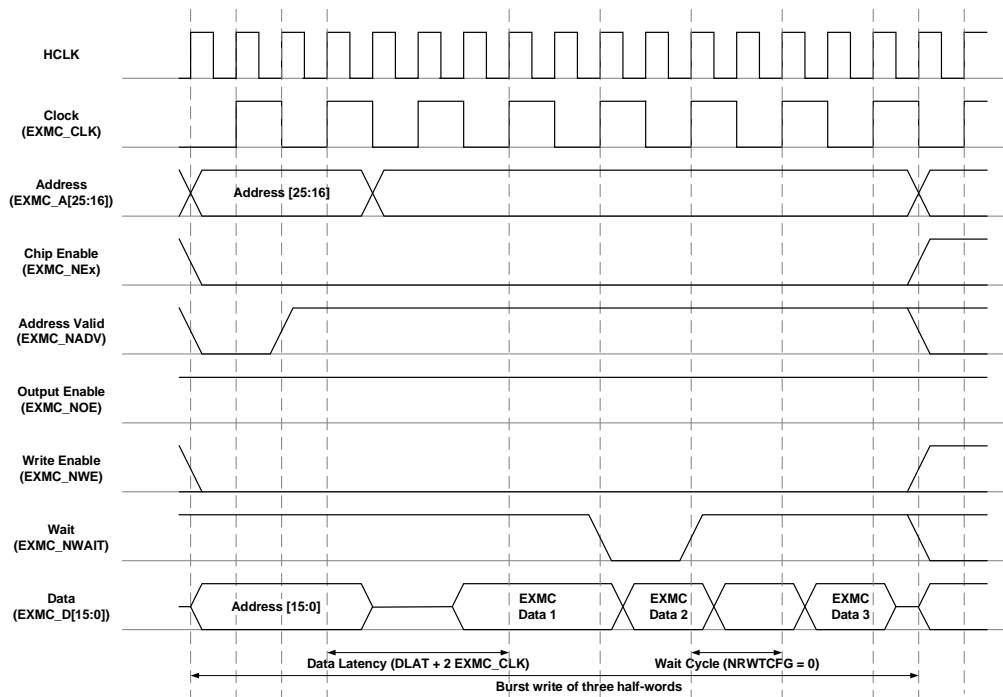 HCLK
Clock
(EXMC_CLK)
Address
(EXMC_A[25:16])
Address [25:16]
Chip Enable
(EXMC_NEx)
Address Valid
(EXMC_NADV)
Output Enable
(EXMC_NOE)
Write Enable
(EXMC_NWE)
Wait
(EXMC_NWAIT)
Data
(EXMC_D[15:0])
Address [15:0]
EXMC
Data 1
EXMC
Data 2
EXMC
Data 3
Data Latency (DLAT + 2 EXMC_CLK)
Wait Cycle (NRWTCFG = 0)
Burst write of three half-words